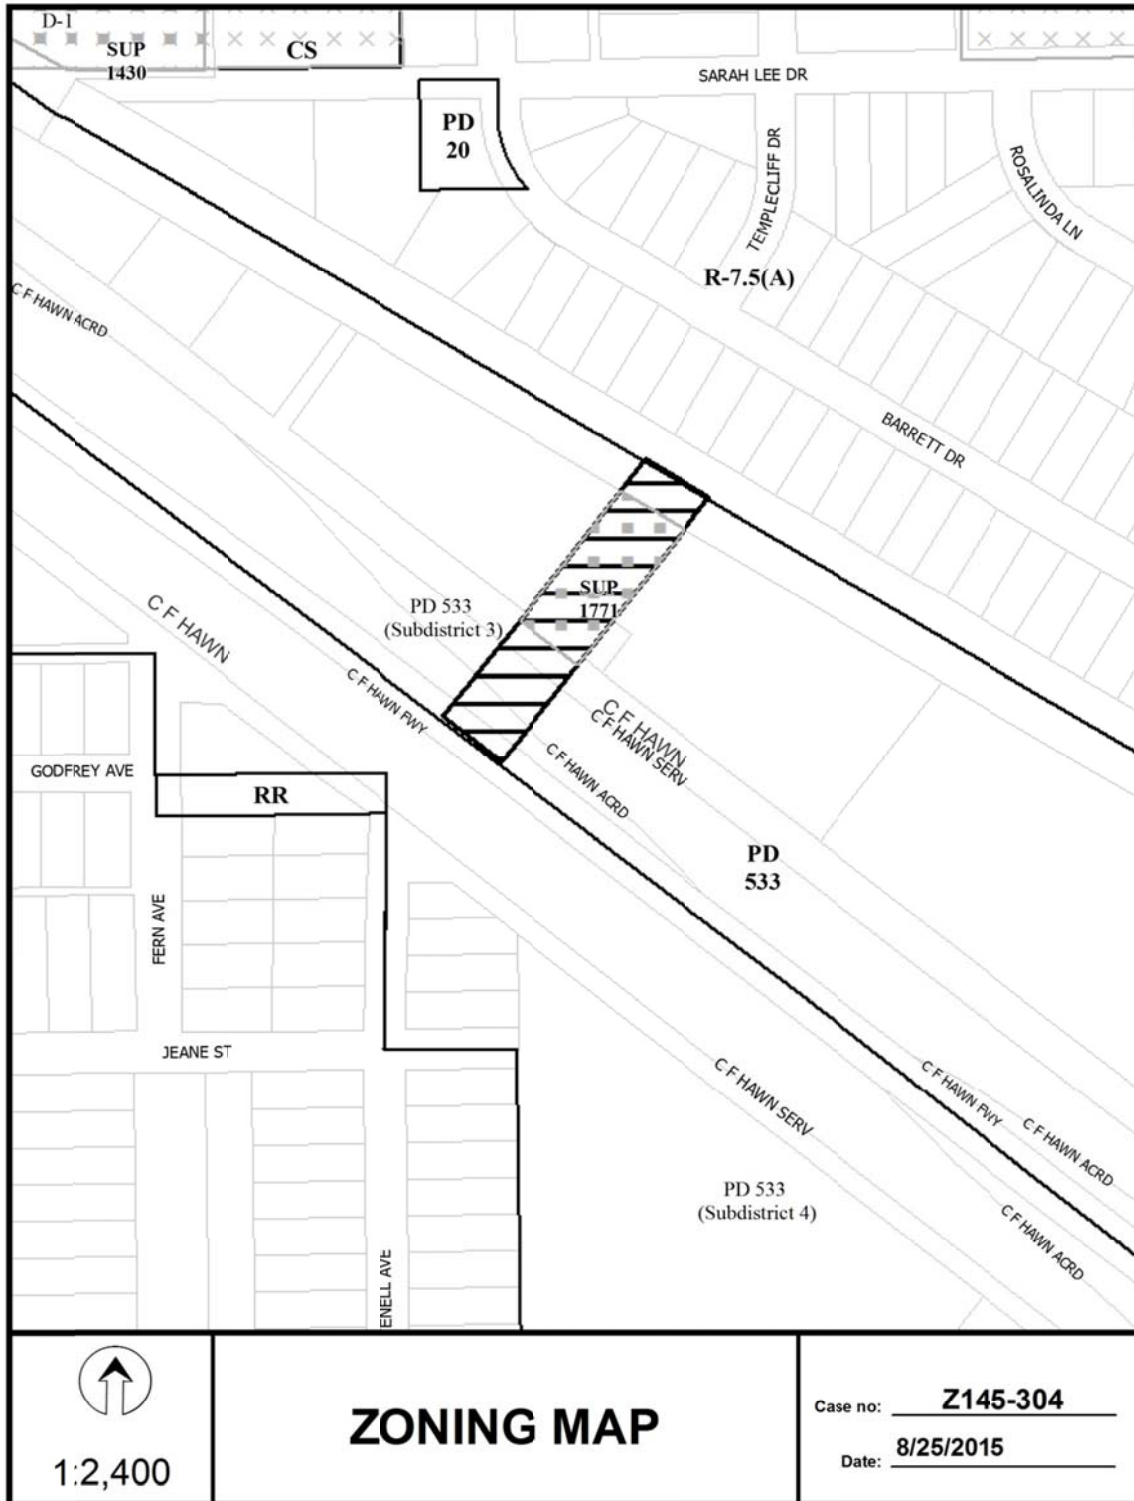 D-1
SUP
1430
CS
SARAH LEE DR
PD
20
TEMPLECLIFF DR
ROSALINDA LN
R-7.5(A)
C F HAWN ACRD
BARRETT DR
SUP
1771
PD 533
(Subdistrict 3)
C F HAWN
C F HAWN FWY
C F HAWN
C F HAWN SERV
C F HAWN ACRD
GODFREY AVE
RR
PD
533
FERN AVE
JEANE ST
C F HAWN SERV
C F HAWN FWY
C F HAWN ACRD
PD 533
(Subdistrict 4)
C F HAWN ACRD
ENELL AVE
1:2,400
ZONING MAP
Case no: Z145-304
Date: 8/25/2015